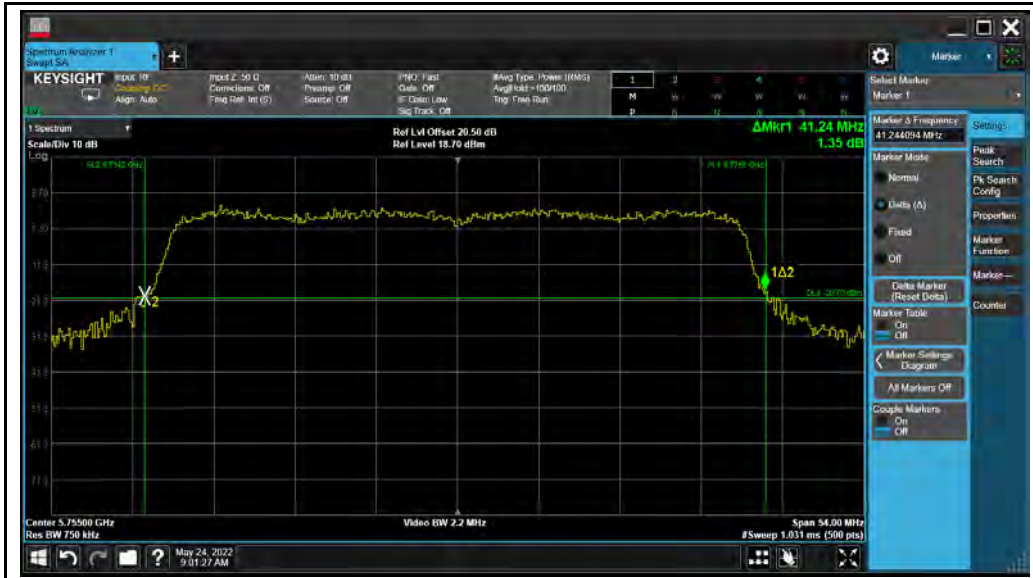 Spectrum Analyzer 1
Swept SA
+
Marker
KEYSIGHT
Input: RF
Coupling: DC
Align: Auto
Input Z: 50 Ω
Corrections: Off
Freq Ref: Int (S)
Atten: 10 dB
Preamp: Off
Source: Off
PNO: Fast
Gate: Off
IF Gain: Low
Sig Track: Off
#Avg Type: Power (RMS)
Avg|Hold:>100/100
Trig: Free Run
1 2
M
P
Select Marker
Marker 1
1 Spectrum
Scale/Div 10 dB
Log
Ref Lvl Offset 20.50 dB
Ref Level 18.70 dBm
ΔMkr1 41.24 MHz
1.35 dB
Marker Δ Frequency
41.244094 MHz
Marker Mode
Normal
Delta (Δ)
Fixed
Off
Delta Marker
(Reset Delta)
Marker Table
On
Off
Marker Settings
Diagram
All Markers Off
Couple Markers
On
Off
Settings
Peak
Search
Pk Search
Config
Properties
Marker
Function
Marker→
Counter
8.70
X2
1Δ2
Center 5.75500 GHz
Res BW 750 kHz
Video BW 2.2 MHz
Span 54.00 MHz
#Sweep 1.031 ms (500 pts)
?
May 24, 2022
9:01:27 AM